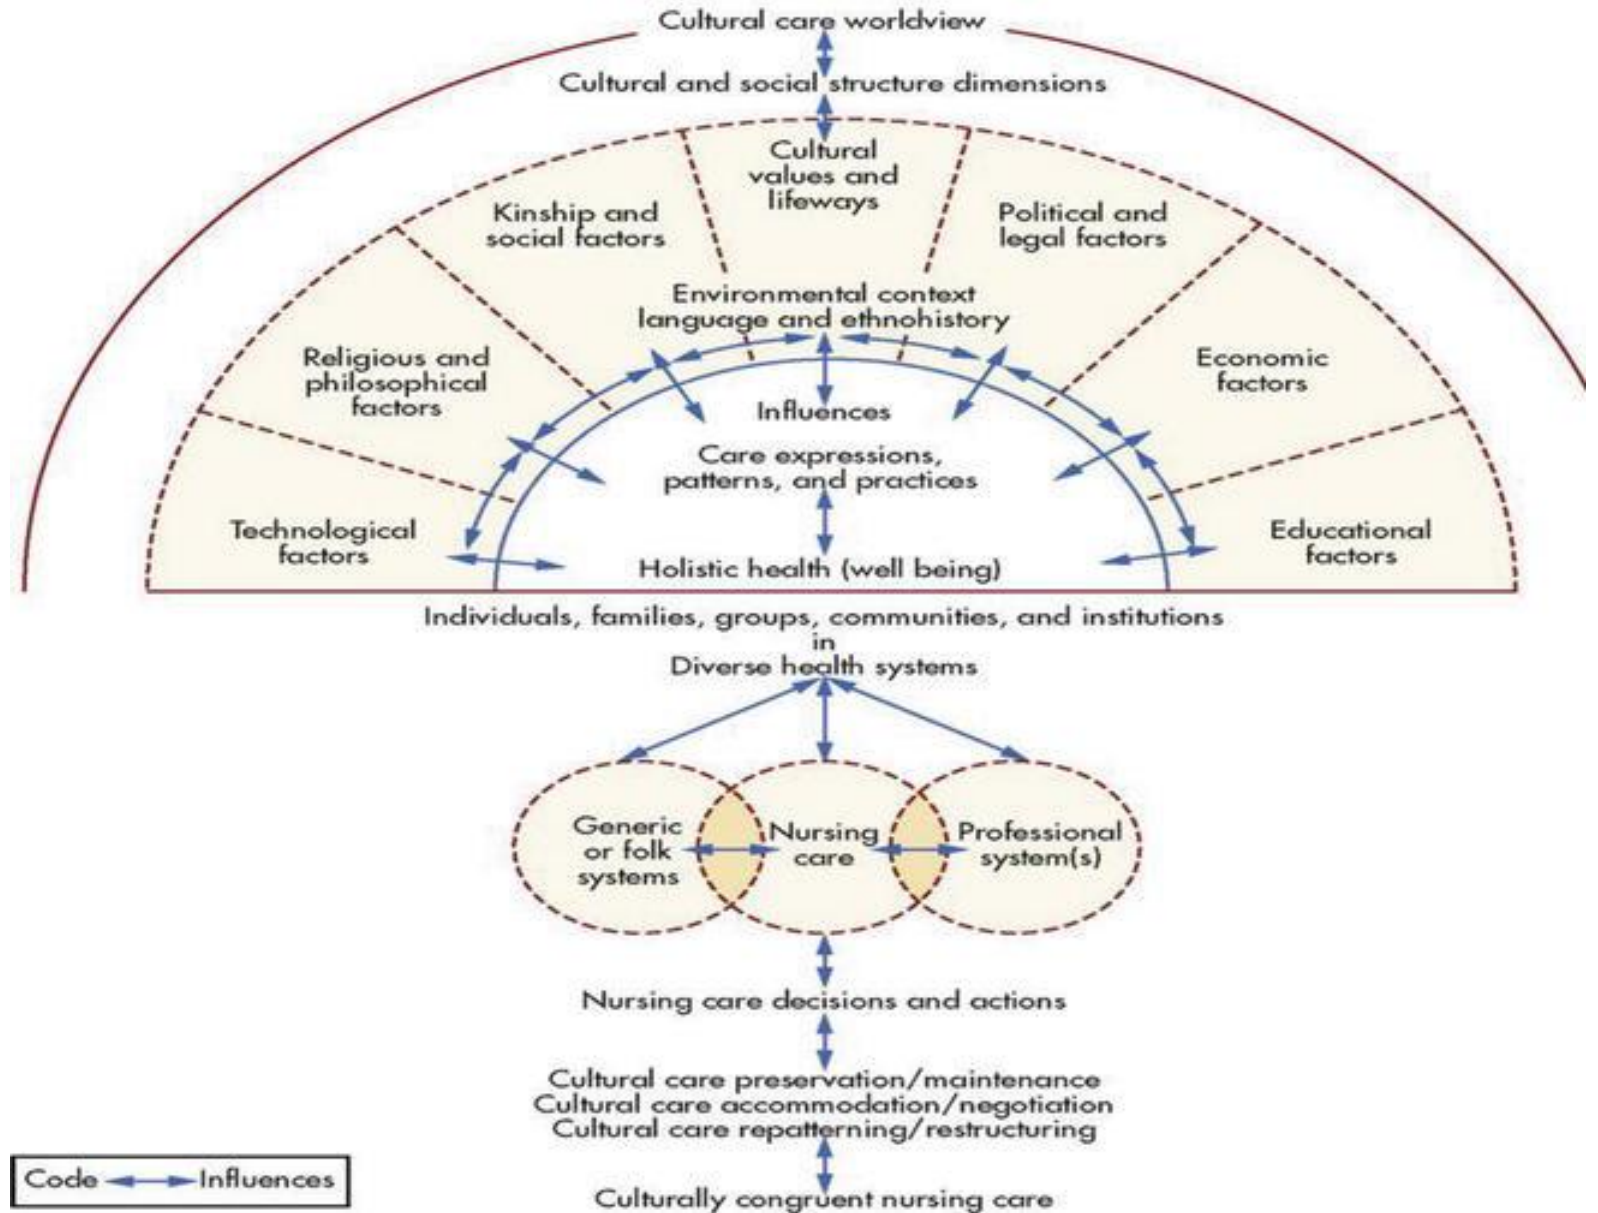 Cultural care worldview
Cultural and social structure dimensions
Cultural
values and
lifeways
Kinship and
social factors
Political and
legal factors
Environmental context
language and ethnohistory
Religious and
philosophical
factors
Economic
factors
Influences
Care expressions,
patterns, and practices
Technological
factors
Educational
factors
Holistic health (well being)
Individuals, families, groups, communities, and institutions
in
Diverse health systems
Generic
or folk
systems
Nursing
care
Professional
system(s)
Nursing care decisions and actions
Cultural care preservation/maintenance
Cultural care accommodation/negotiation
Cultural care repatterning/restructuring
Code Influences
Culturally congruent nursing care